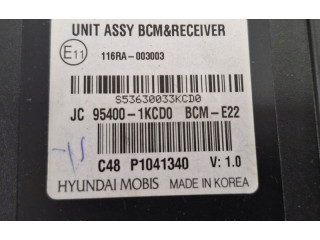 UNIT ASSY BCM&RECEIVER
E11
116RA-003003
S53630033KCD0
JC 95400-1KCD0 BCM-E22
C48 P1041340 V: 1.0
HYUNDAI MOBIS MADE IN KOREA